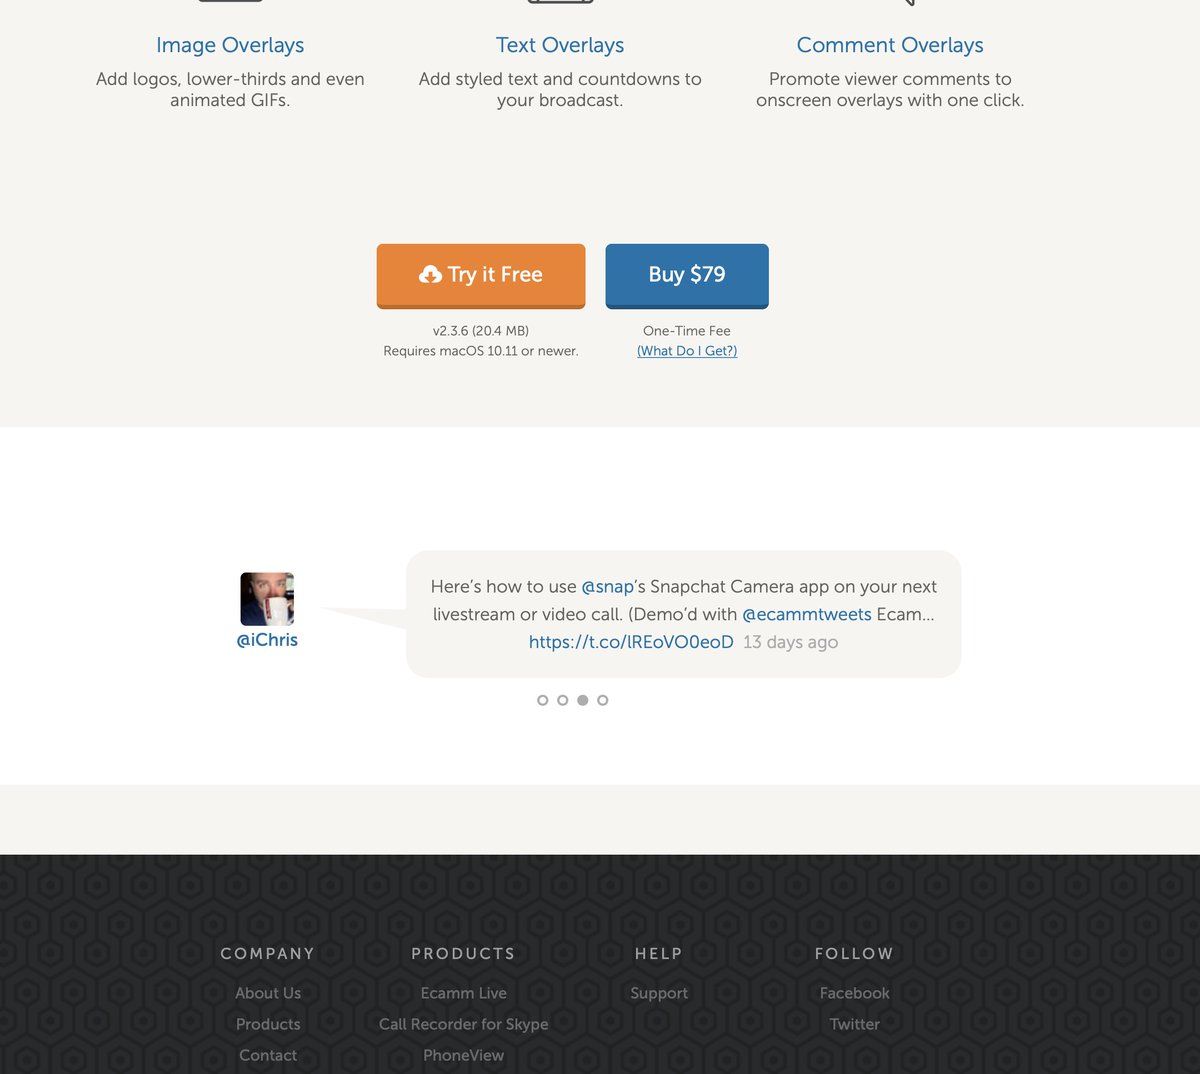 Image Overlays
Add logos, lower-thirds and even
animated GIFs.
Text Overlays
Add styled text and countdowns to
your broadcast.
Comment Overlays
Promote viewer comments to
onscreen overlays with one click.
Try it Free
v2.3.6 (20.4 MB)
Requires macOS 10.11 or newer.
Buy $79
One-Time Fee
(What Do I Get?)
@iChris
Here's how to use @snap's Snapchat Camera app on your next
livestream or video call. (Demo'd with @ecammtweets Ecam...
https://t.co/lREoVO0eoD 13 days ago
COMPANY
About Us
Products
Contact
PRODUCTS
Ecamm Live
Call Recorder for Skype
PhoneView
HELP
Support
FOLLOW
Facebook
Twitter